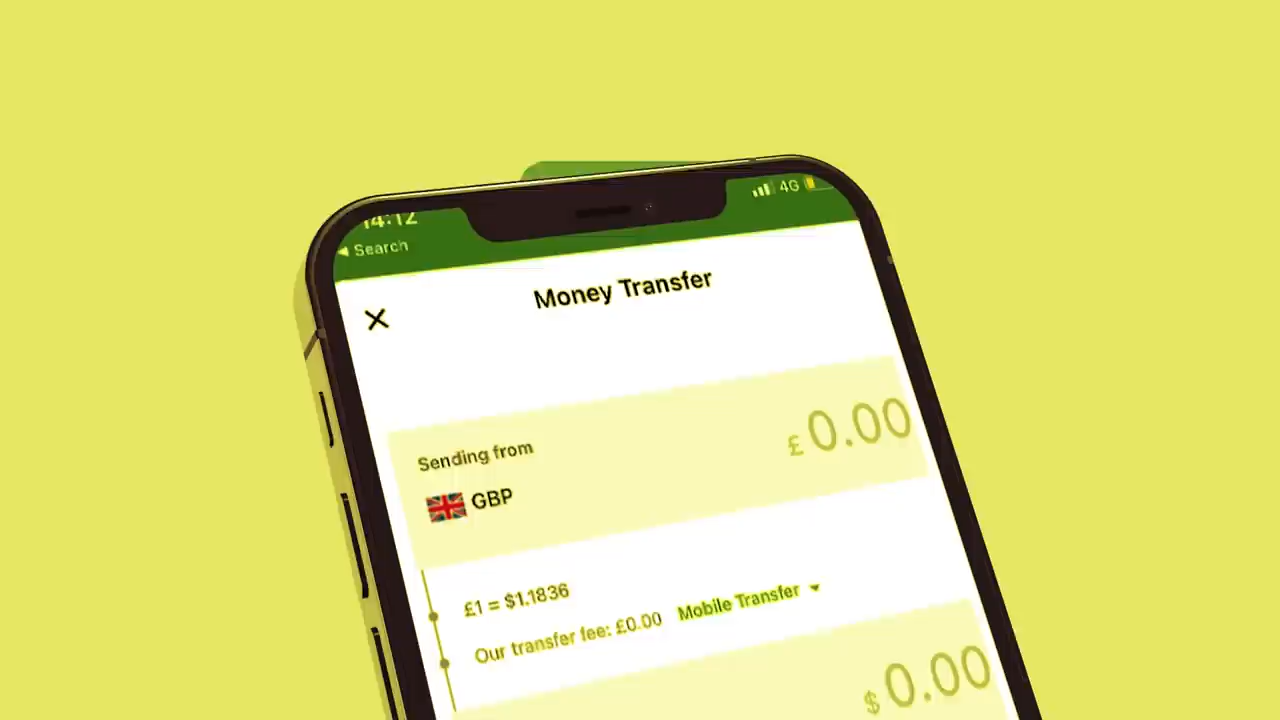 14:12
4G
Search
Money Transfer
Sending from
£0.00
GBP
£1 = $1.1836
Our transfer fee: £0.00 Mobile Transfer
$0.00